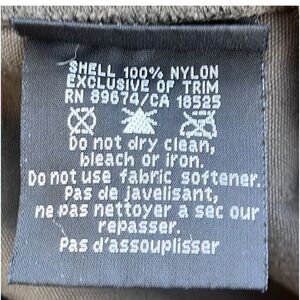 SHELL 100% NYLON
EXCLUSIVE OF TRIM
RN 89674/CA 18525
Do not dry clean,
bleach or iron.
Do not use fabric softener.
Pas de javelisant,
ne pas nettoyer a sec our
repasser.
Pas d'assouplisser